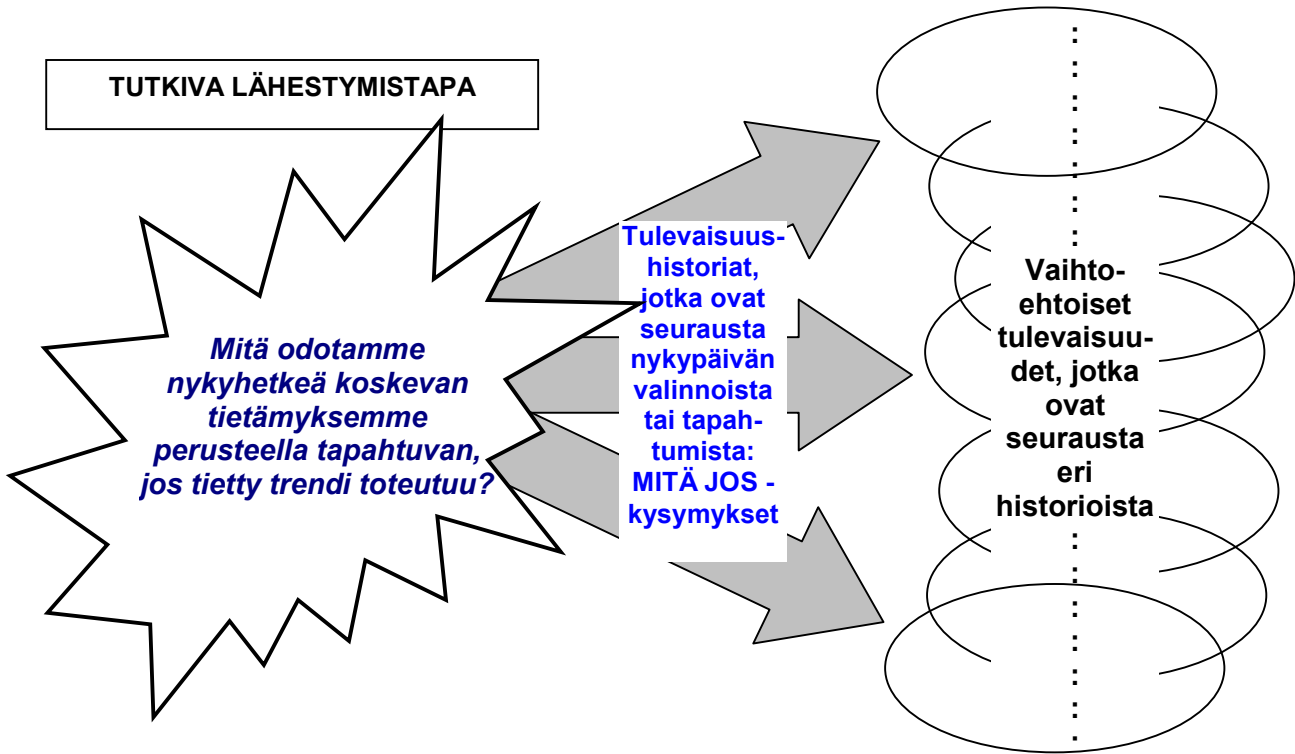 TUTKIVA LÄHESTYMISTAPA
Mitä odotamme
nykyhetkeä koskevan
tietämyksemme
perusteella tapahtuvan,
jos tietty trendi toteutuu?
Tulevaisuus-
historiat,
jotka ovat
seurausta
nykypäivän
valinnoista
tai tapah-
tumista:
MITÄ JOS -
kysymykset
Vaihto-
ehtoiset
tulevaisuu-
det, jotka
ovat
seurausta
eri
historioista